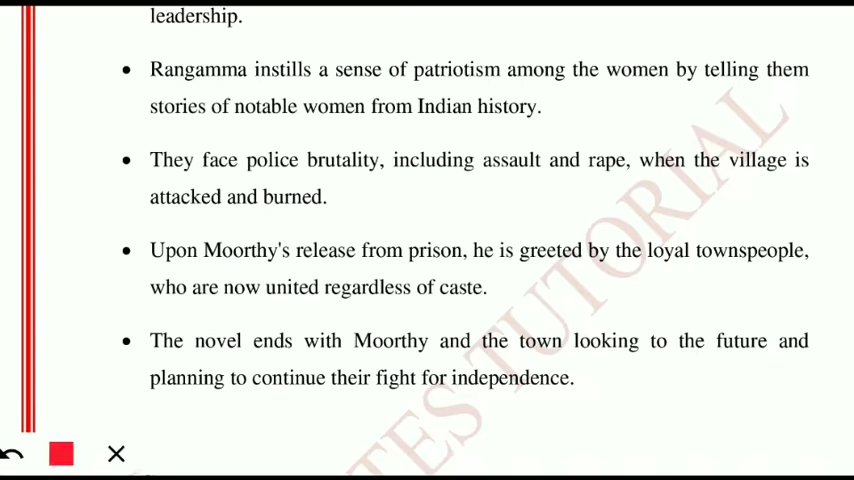 leadership.
• Rangamma instills a sense of patriotism among the women by telling them
stories of notable women from Indian history.
• They face police brutality, including assault and rape, when the village is
attacked and burned.
• Upon Moorthy's release from prison, he is greeted by the loyal townspeople,
who are now united regardless of caste.
• The novel ends with Moorthy and the town looking to the future and
planning to continue their fight for independence.
TES TUTORIAL